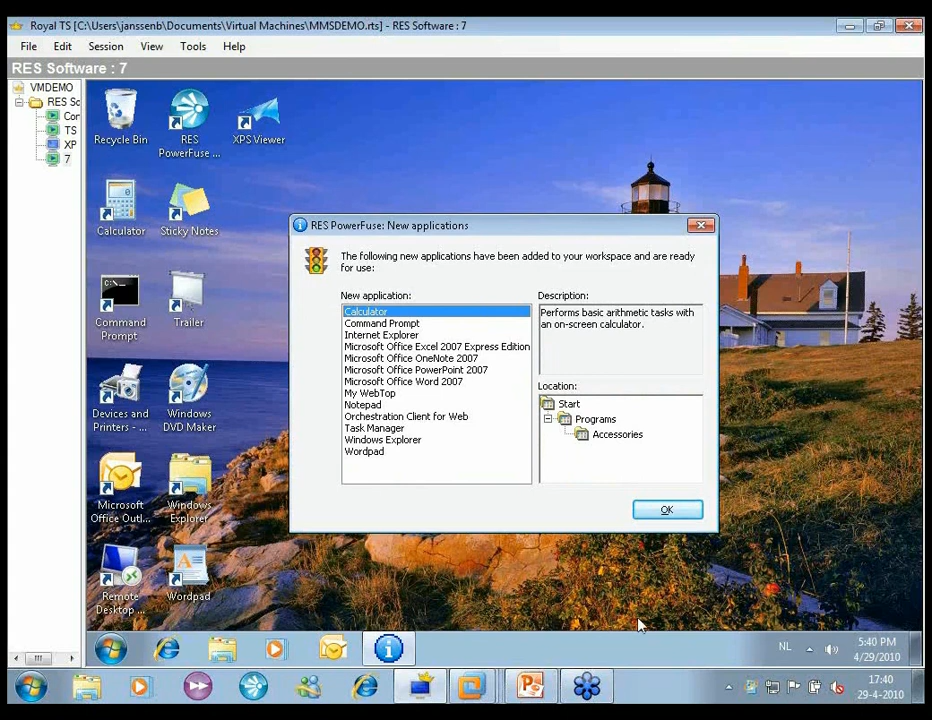 Royal TS [C:\Users\janssenb\Documents\Virtual Machines\MMSDEMO.rts] - RES Software : 7
File Edit Session View Tools Help
RES Software : 7
VMDEMO
RES Sc
Cor
TS
XP
7
Recycle Bin
RES
PowerFuse ...
XPS Viewer
Calculator
Sticky Notes
Command
Prompt
Trailer
Devices and
Printers - ...
Windows
DVD Maker
Microsoft
Office Outl...
Windows
Explorer
Remote
Desktop ...
Wordpad
RES PowerFuse: New applications
The following new applications have been added to your workspace and are ready
for use:
New application:
Calculator
Command Prompt
Internet Explorer
Microsoft Office Excel 2007 Express Edition
Microsoft Office OneNote 2007
Microsoft Office PowerPoint 2007
Microsoft Office Word 2007
My WebTop
Notepad
Orchestration Client for Web
Task Manager
Windows Explorer
Wordpad
Description:
Performs basic arithmetic tasks with
an on-screen calculator.
Location:
Start
Programs
Accessories
OK
NL
5:40 PM
4/29/2010
17:40
29-4-2010